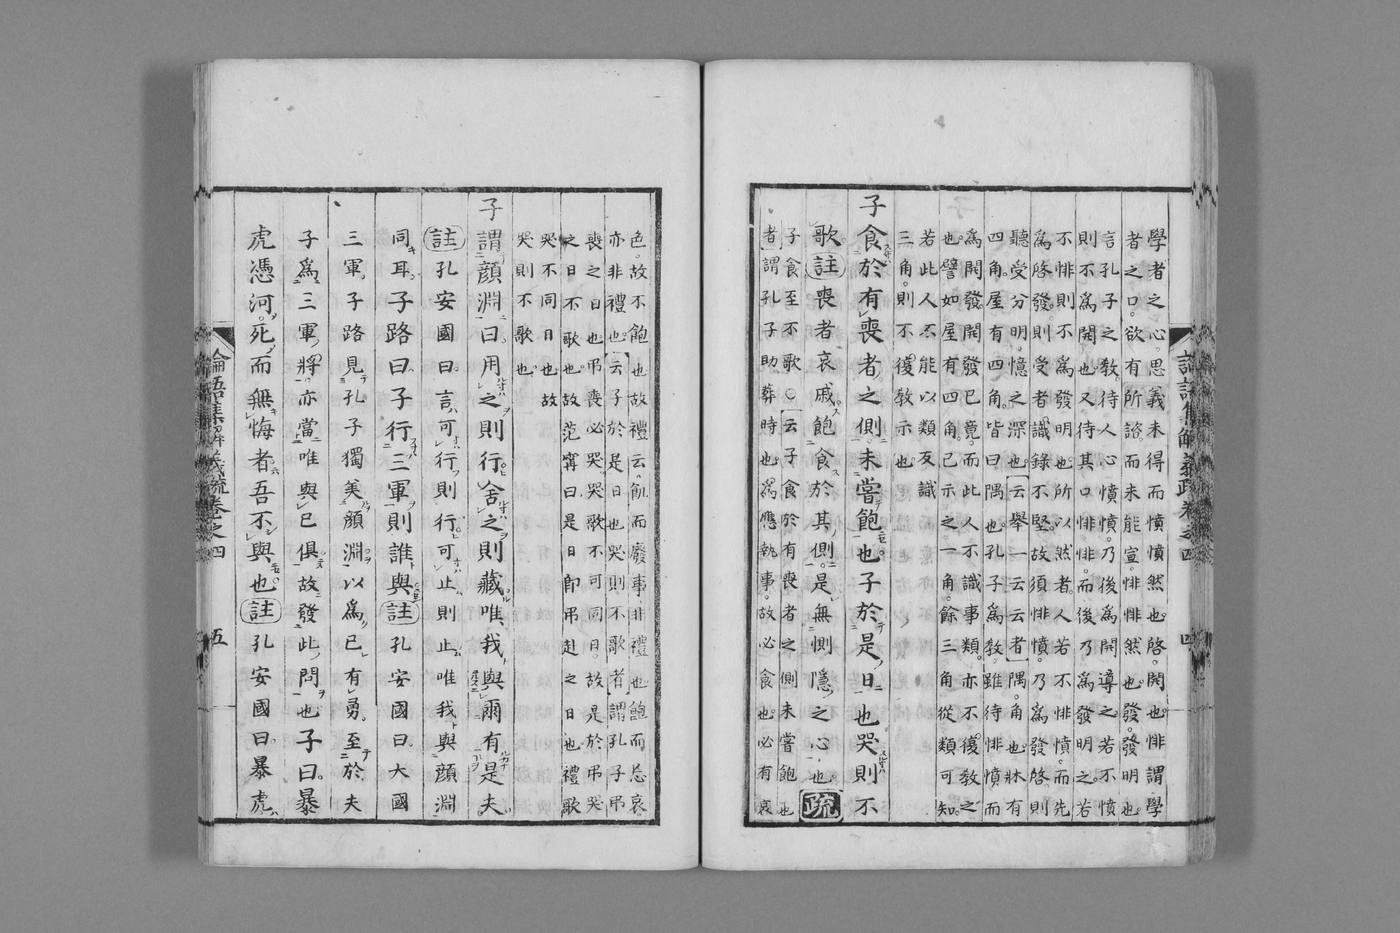 學者之心思義未得而憤憤然也啓開也悱謂學
者之口欲有所諮而未能宣悱悱然也發發明也
言孔子之教待人心憤憤乃後爲開導之若不憤
則不爲開也又待其口悱悱而後乃爲發明之若
不悱則不爲發明也所以然者人若不悱憤而先
爲啓發則受者識錄不堅故須悱憤乃爲發啓則
聽受分明憶之深也云舉一云云者隅角也牀有
四角屋有四角皆曰隅也孔子爲教雖待悱憤而
爲開發開發已竟而此人不識事類亦不復教之
也譬如屋有四角已示之一角餘三角從類可知
若此人不能以類反識
三角則不復教示也
子食於有喪者之側未嘗飽也子於是日也哭則不
歌註喪者哀戚飽食於其側是無惻隱之心也疏
子食至不歌○云子食於有喪者之側未嘗飽也
者謂孔子助葬時也爲應執事故必食也必有哀
色故不飽也故禮云飢而廢事非禮也飽而忘哀
亦非禮也云子於是日也哭則不歌者謂孔子弔
喪之日也弔喪必哭哭歌不可同日故是於弔哭
之日不歌也故范甯曰是日即弔赴之日也禮歌
哭不同日也故
哭則不歌也
子謂顔淵曰用之則行舍之則藏唯我與爾有是夫
註孔安國曰言可行則行可止則止唯我與顔淵
同耳子路曰子行三軍則誰與註孔安國曰大國
三軍子路見孔子獨美顔淵以爲已有勇至於夫
子爲三軍將亦當唯與已俱故發此問也子曰暴
虎憑河死而無悔者吾不與也註孔安國曰暴虎
論語集解義疏卷之四
五
論語集解義疏卷之四
四